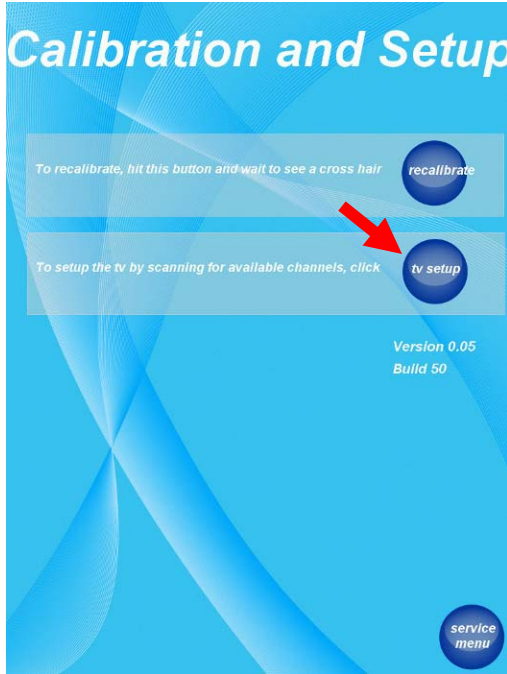 Calibration and Setup
To recalibrate, hit this button and wait to see a cross hair
recalibrate
To setup the tv by scanning for available channels, click
tv setup
Version 0.05
Build 50
service
menu